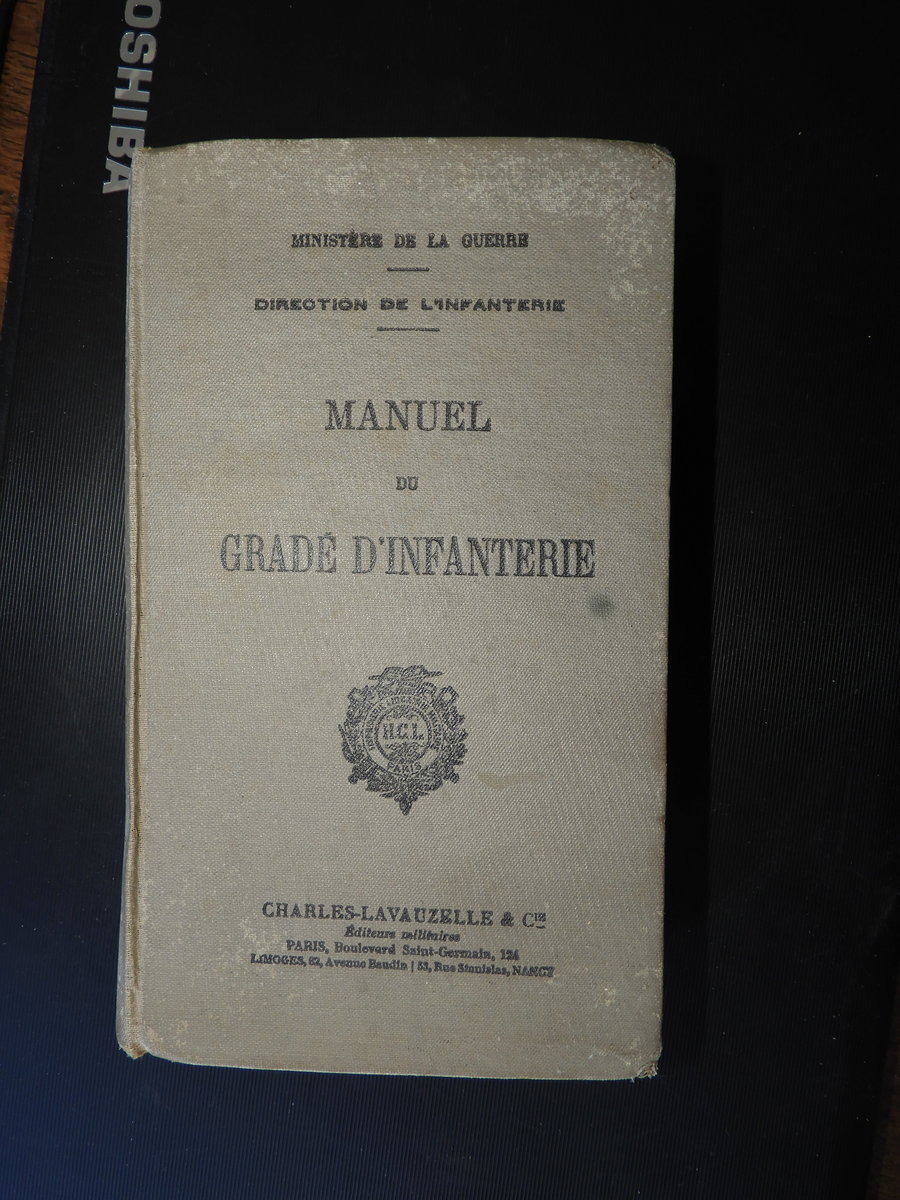 TOSHIBA
MINISTÈRE DE LA GUERRE
DIRECTION DE L'INFANTERIE
MANUEL
DU
GRADÉ D'INFANTERIE
H.C.L.
PARIS
CHARLES-LAVAUZELLE & Cie
Éditeurs militaires
PARIS, Boulevard Saint-Germain, 124
LIMOGES, 62, Avenue Baudin | 53, Rue Stanislas, NANCY